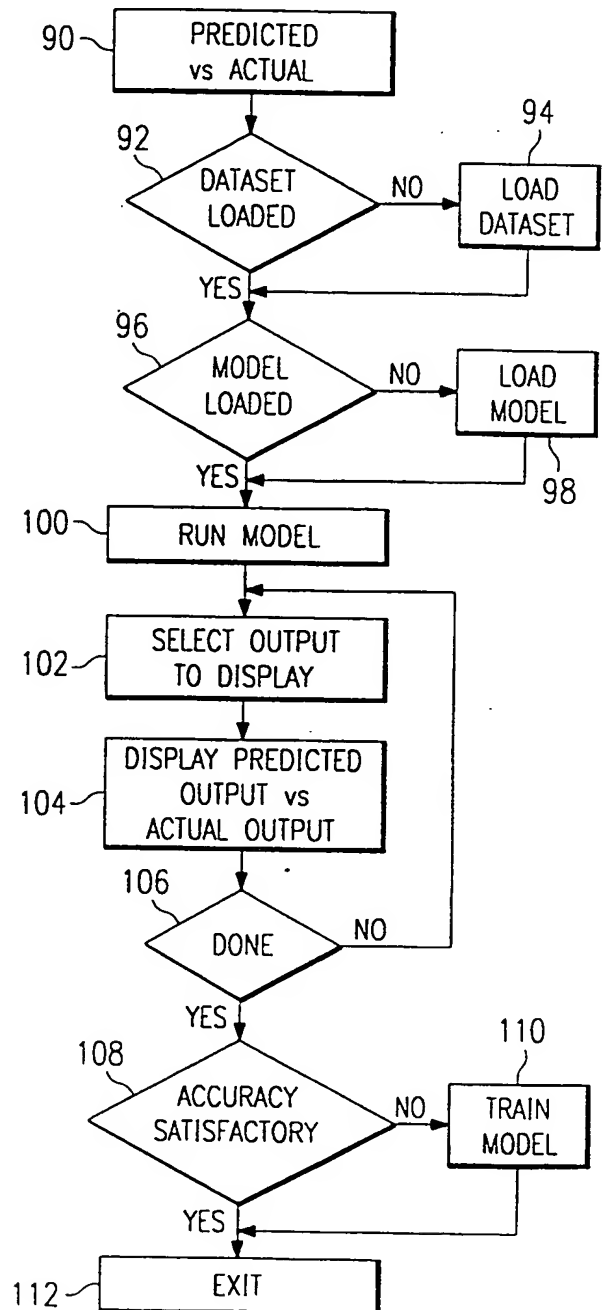 90
PREDICTED
vs ACTUAL
92
DATASET
LOADED
NO
94
LOAD
DATASET
YES
96
MODEL
LOADED
NO
LOAD
MODEL
98
YES
100
RUN MODEL
102
SELECT OUTPUT
TO DISPLAY
104
DISPLAY PREDICTED
OUTPUT vs
ACTUAL OUTPUT
106
DONE
NO
YES
108
ACCURACY
SATISFACTORY
NO
110
TRAIN
MODEL
YES
112
EXIT